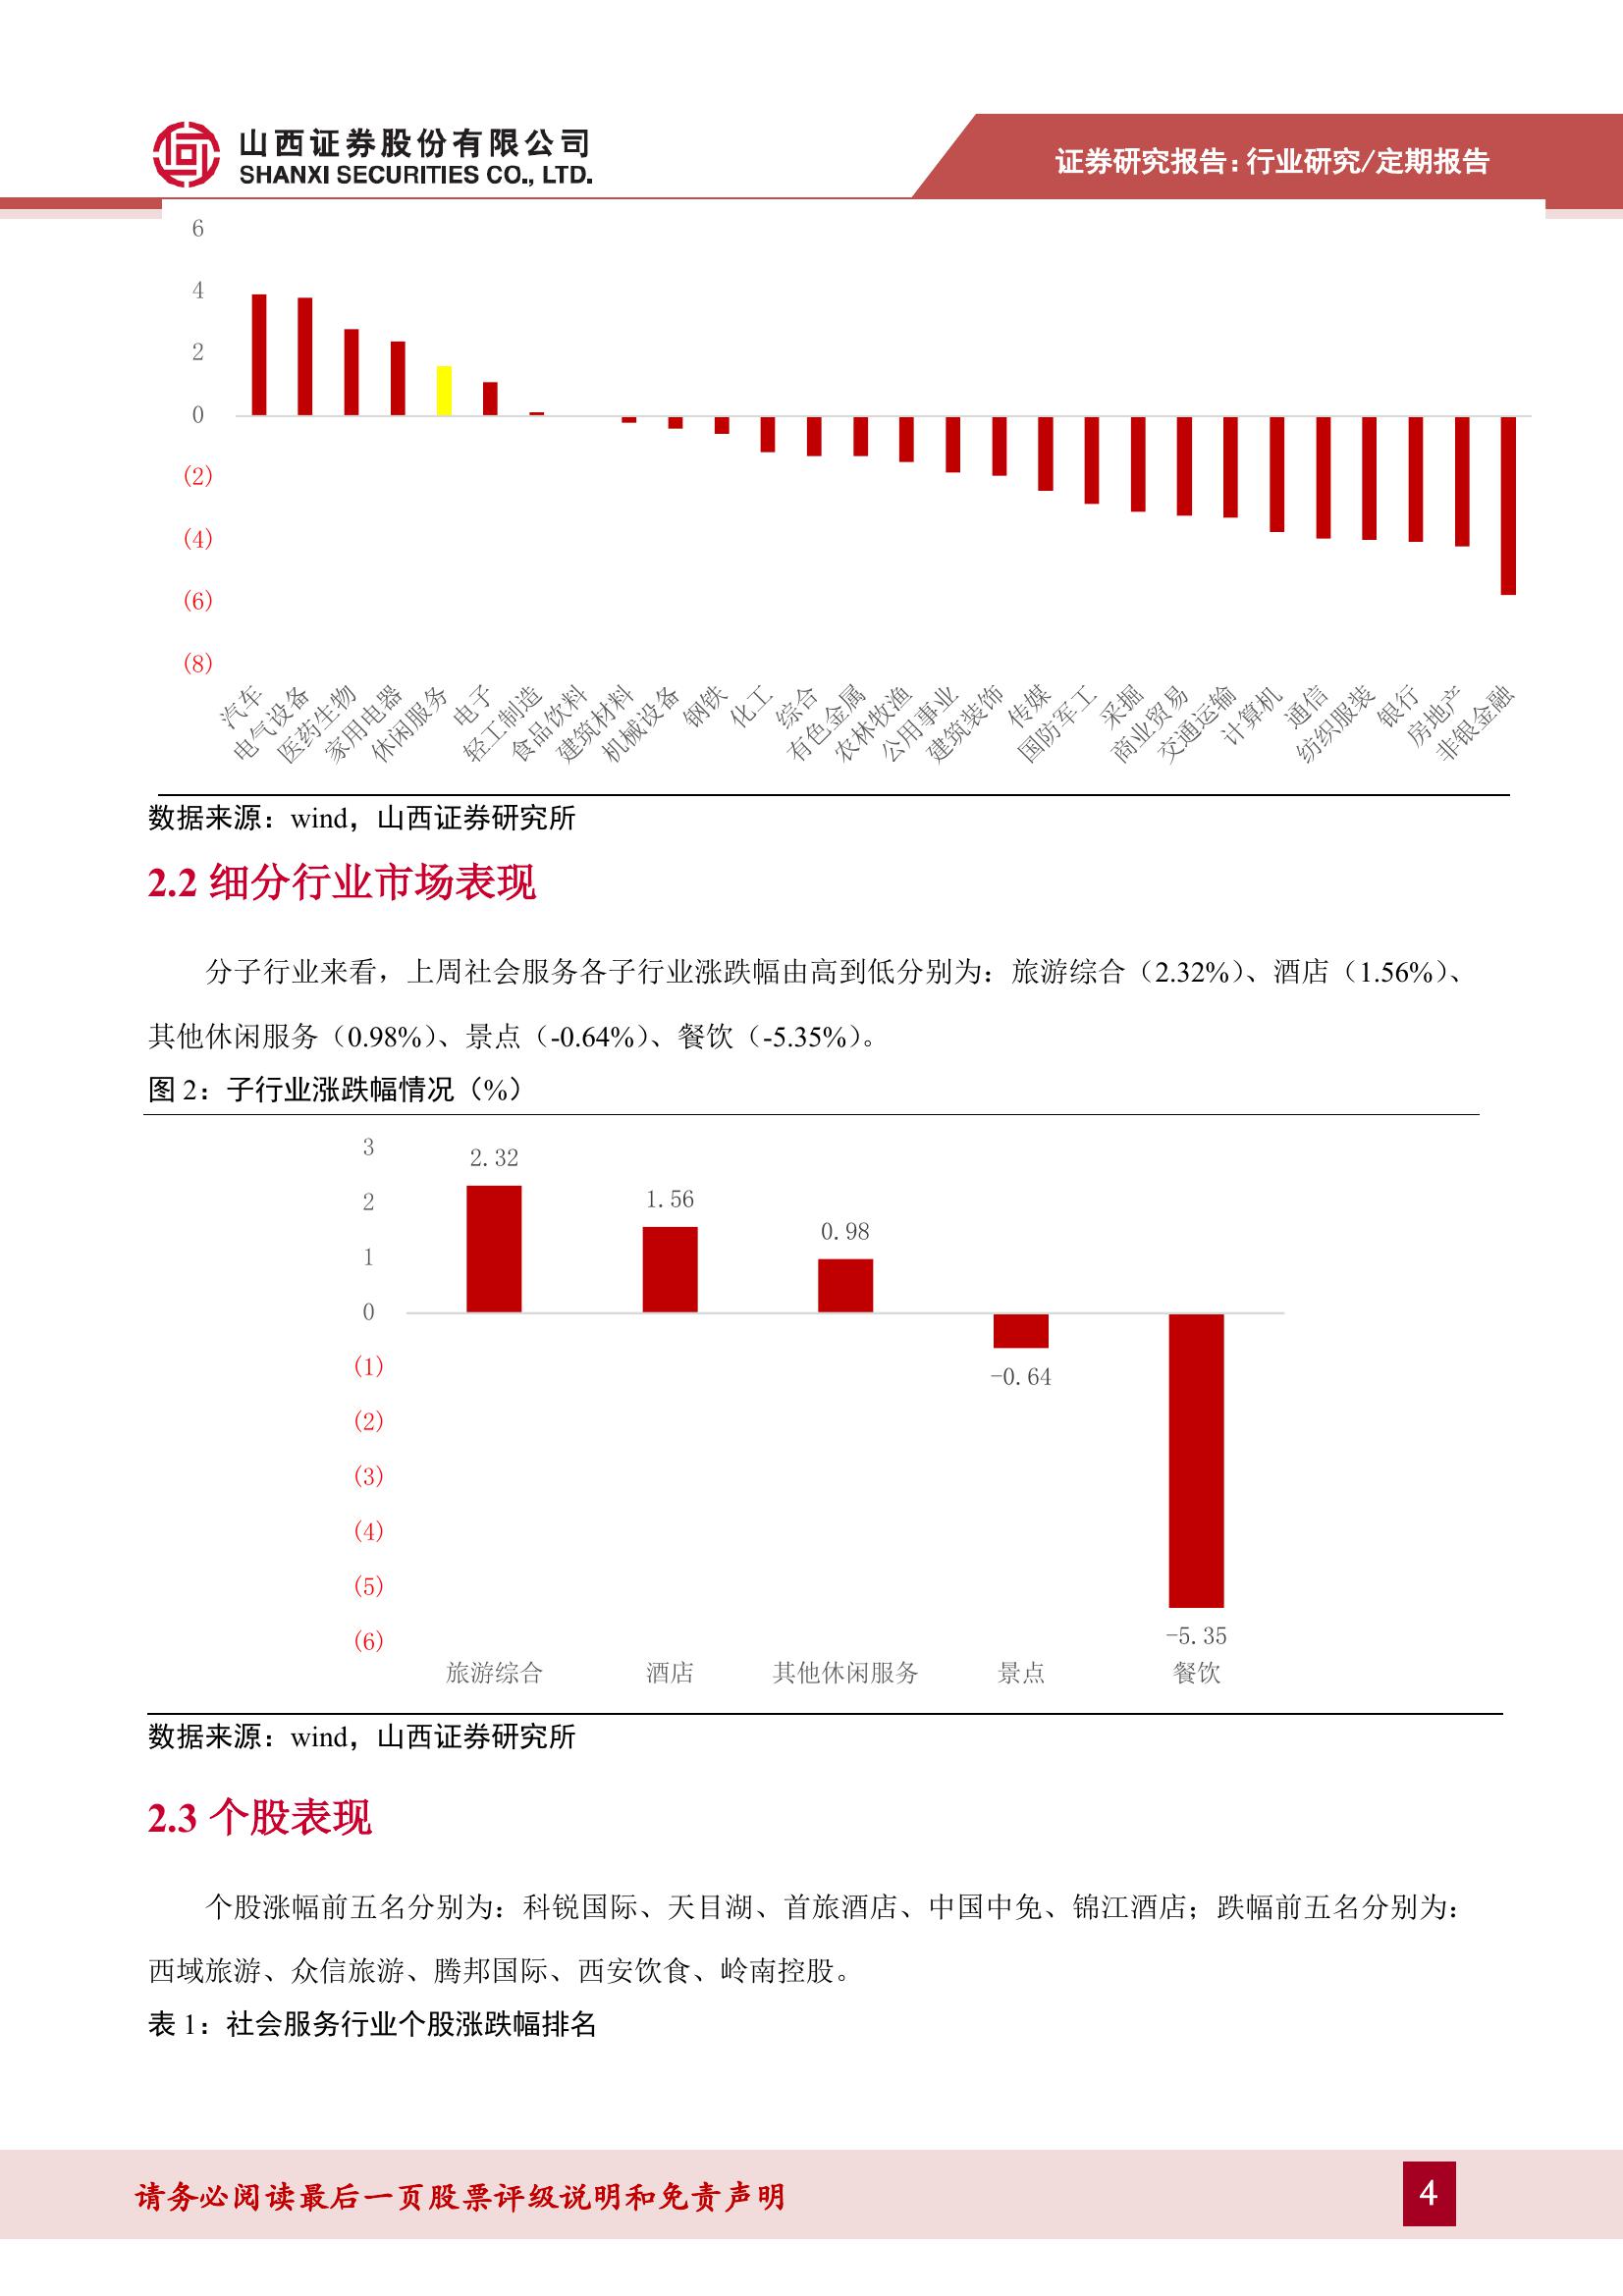 山西证券股份有限公司
SHANXI SECURITIES CO., LTD.
证券研究报告:行业研究/定期报告
6
4
2
0
(2)
(4)
(6)
(8)
汽车
电气设备
医药生物
家用电器
休闲服务
电子
轻工制造
食品饮料
建筑材料
机械设备
钢铁
化工
综合
有色金属
农林牧渔
公用事业
建筑装饰
传媒
国防军工
采掘
商业贸易
交通运输
计算机
通信
纺织服装
银行
房地产
非银金融
数据来源：wind，山西证券研究所
2.2 细分行业市场表现
分子行业来看，上周社会服务各子行业涨跌幅由高到低分别为：旅游综合（2.32%）、酒店（1.56%）、
其他休闲服务（0.98%）、景点（-0.64%）、餐饮（-5.35%）。
图 2：子行业涨跌幅情况（%）
3
2
1
0
(1)
(2)
(3)
(4)
(5)
(6)
2.32
1.56
0.98
-0.64
-5.35
旅游综合
酒店
其他休闲服务
景点
餐饮
数据来源：wind，山西证券研究所
2.3 个股表现
个股涨幅前五名分别为：科锐国际、天目湖、首旅酒店、中国中免、锦江酒店；跌幅前五名分别为：
西域旅游、众信旅游、腾邦国际、西安饮食、岭南控股。
表 1：社会服务行业个股涨跌幅排名
请务必阅读最后一页股票评级说明和免责声明
4